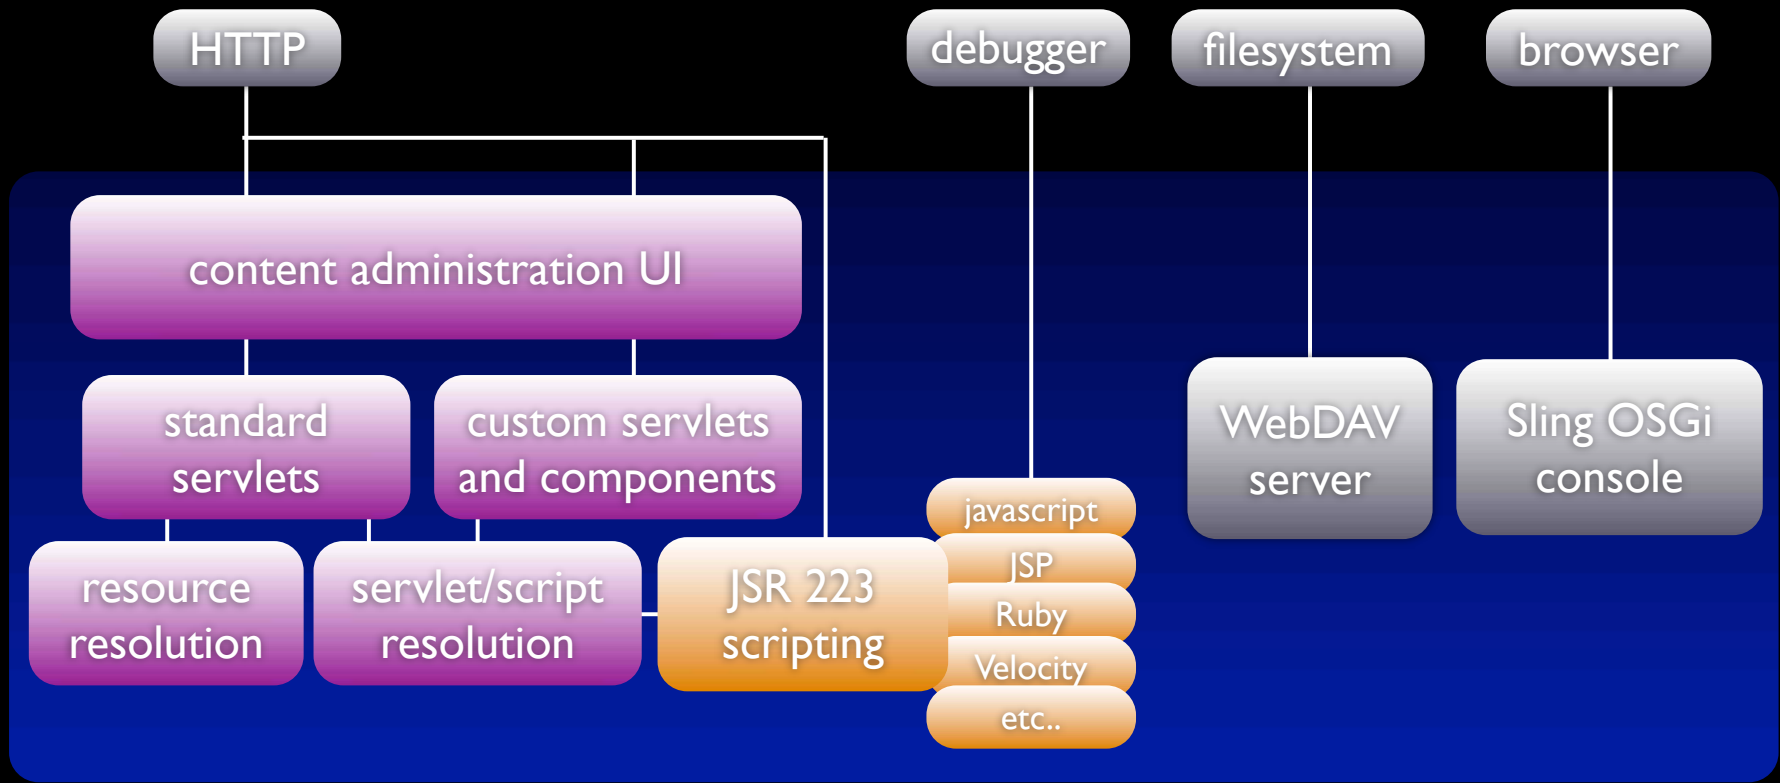 HTTP
debugger
filesystem
browser
content administration UI
standard
servlets
custom servlets
and components
WebDAV
server
Sling OSGi
console
resource
resolution
servlet/script
resolution
JSR 223
scripting
javascript
JSP
Ruby
Velocity
etc..